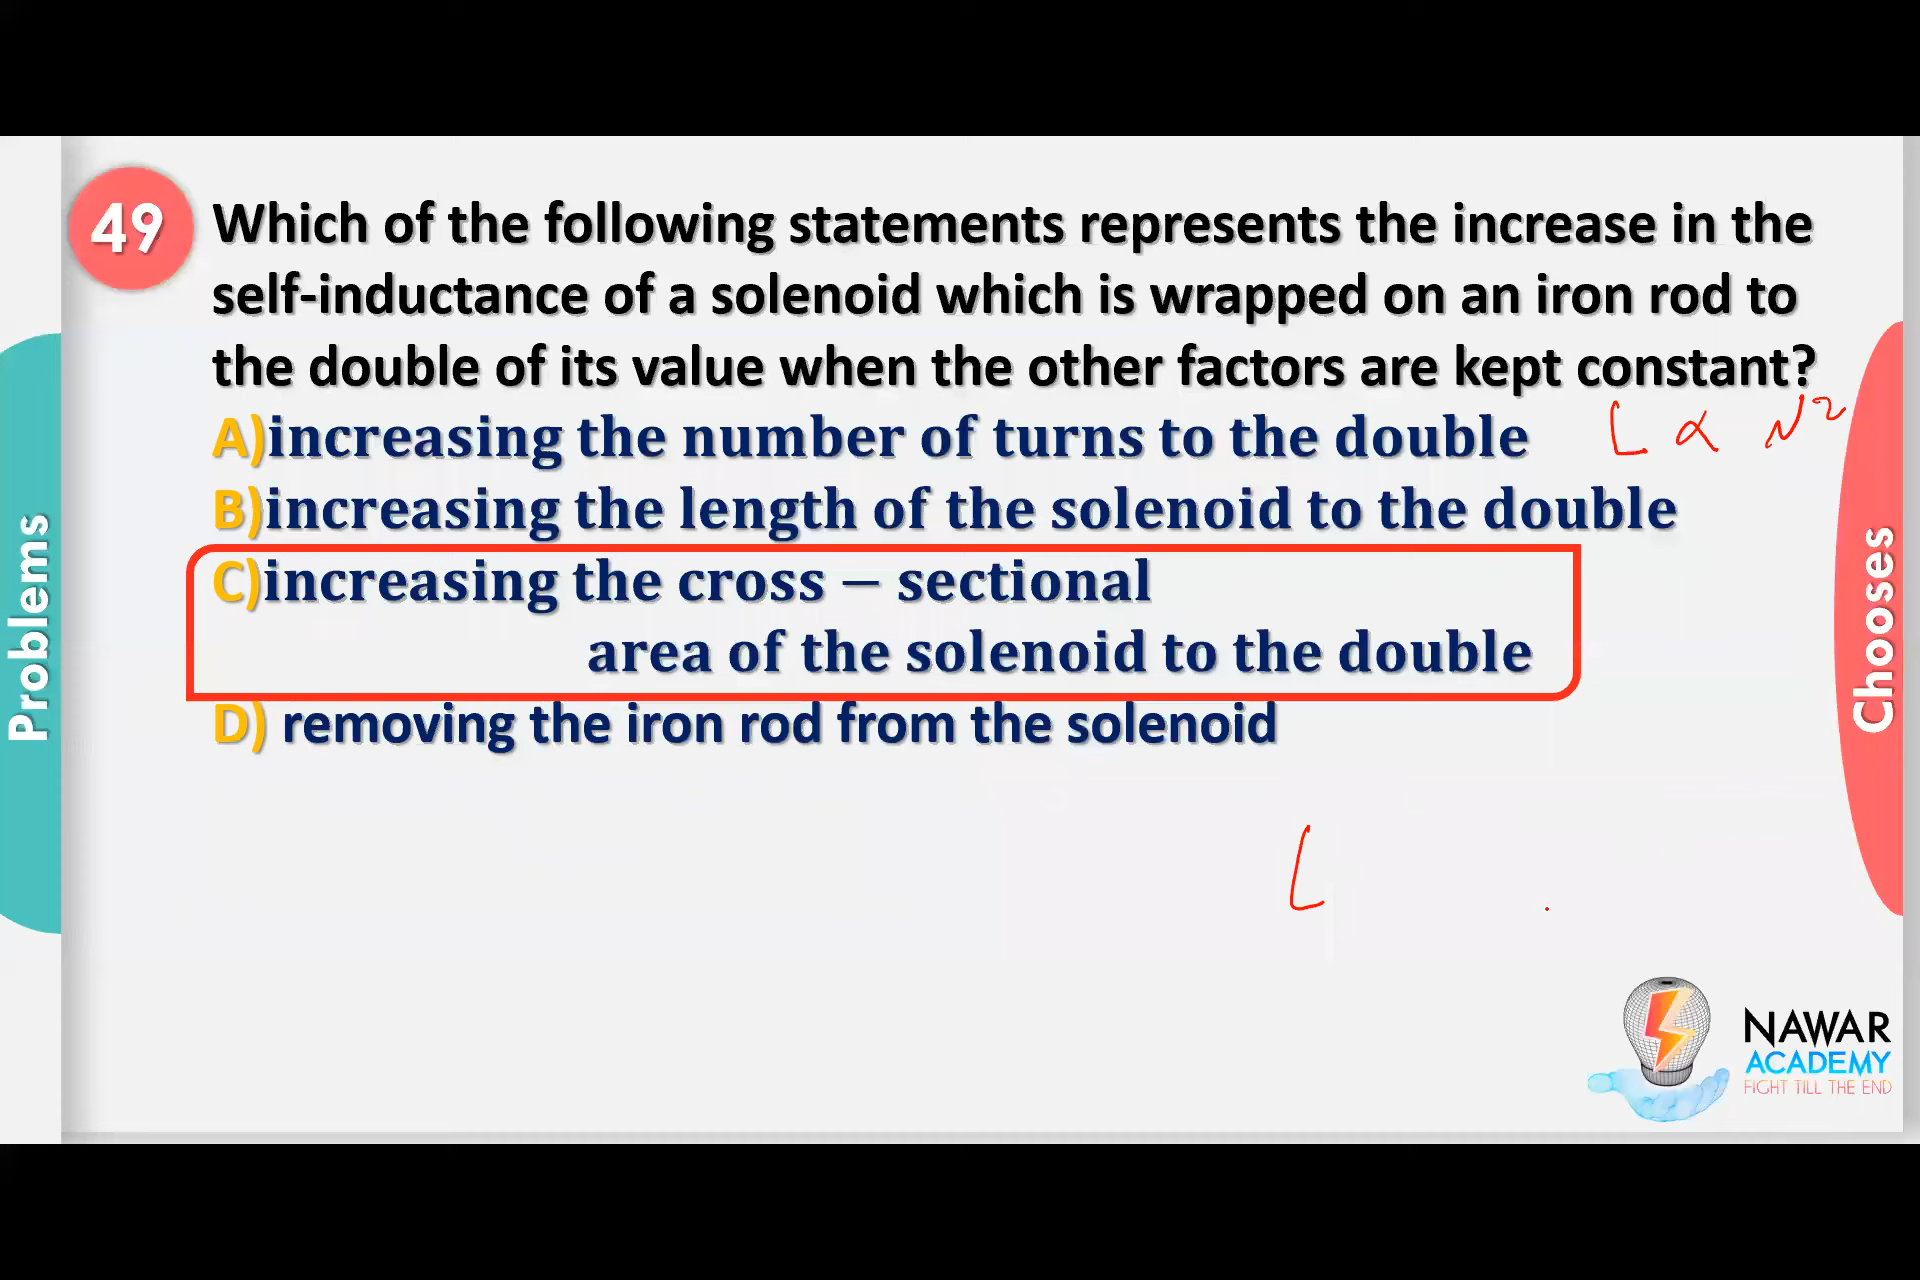 49
Which of the following statements represents the increase in the
self-inductance of a solenoid which is wrapped on an iron rod to
the double of its value when the other factors are kept constant?
A)increasing the number of turns to the double
L ∝ N²
B)increasing the length of the solenoid to the double
C)increasing the cross – sectional
area of the solenoid to the double
D) removing the iron rod from the solenoid
L
Problems
Chooses
NAWAR
ACADEMY
FIGHT TILL THE END